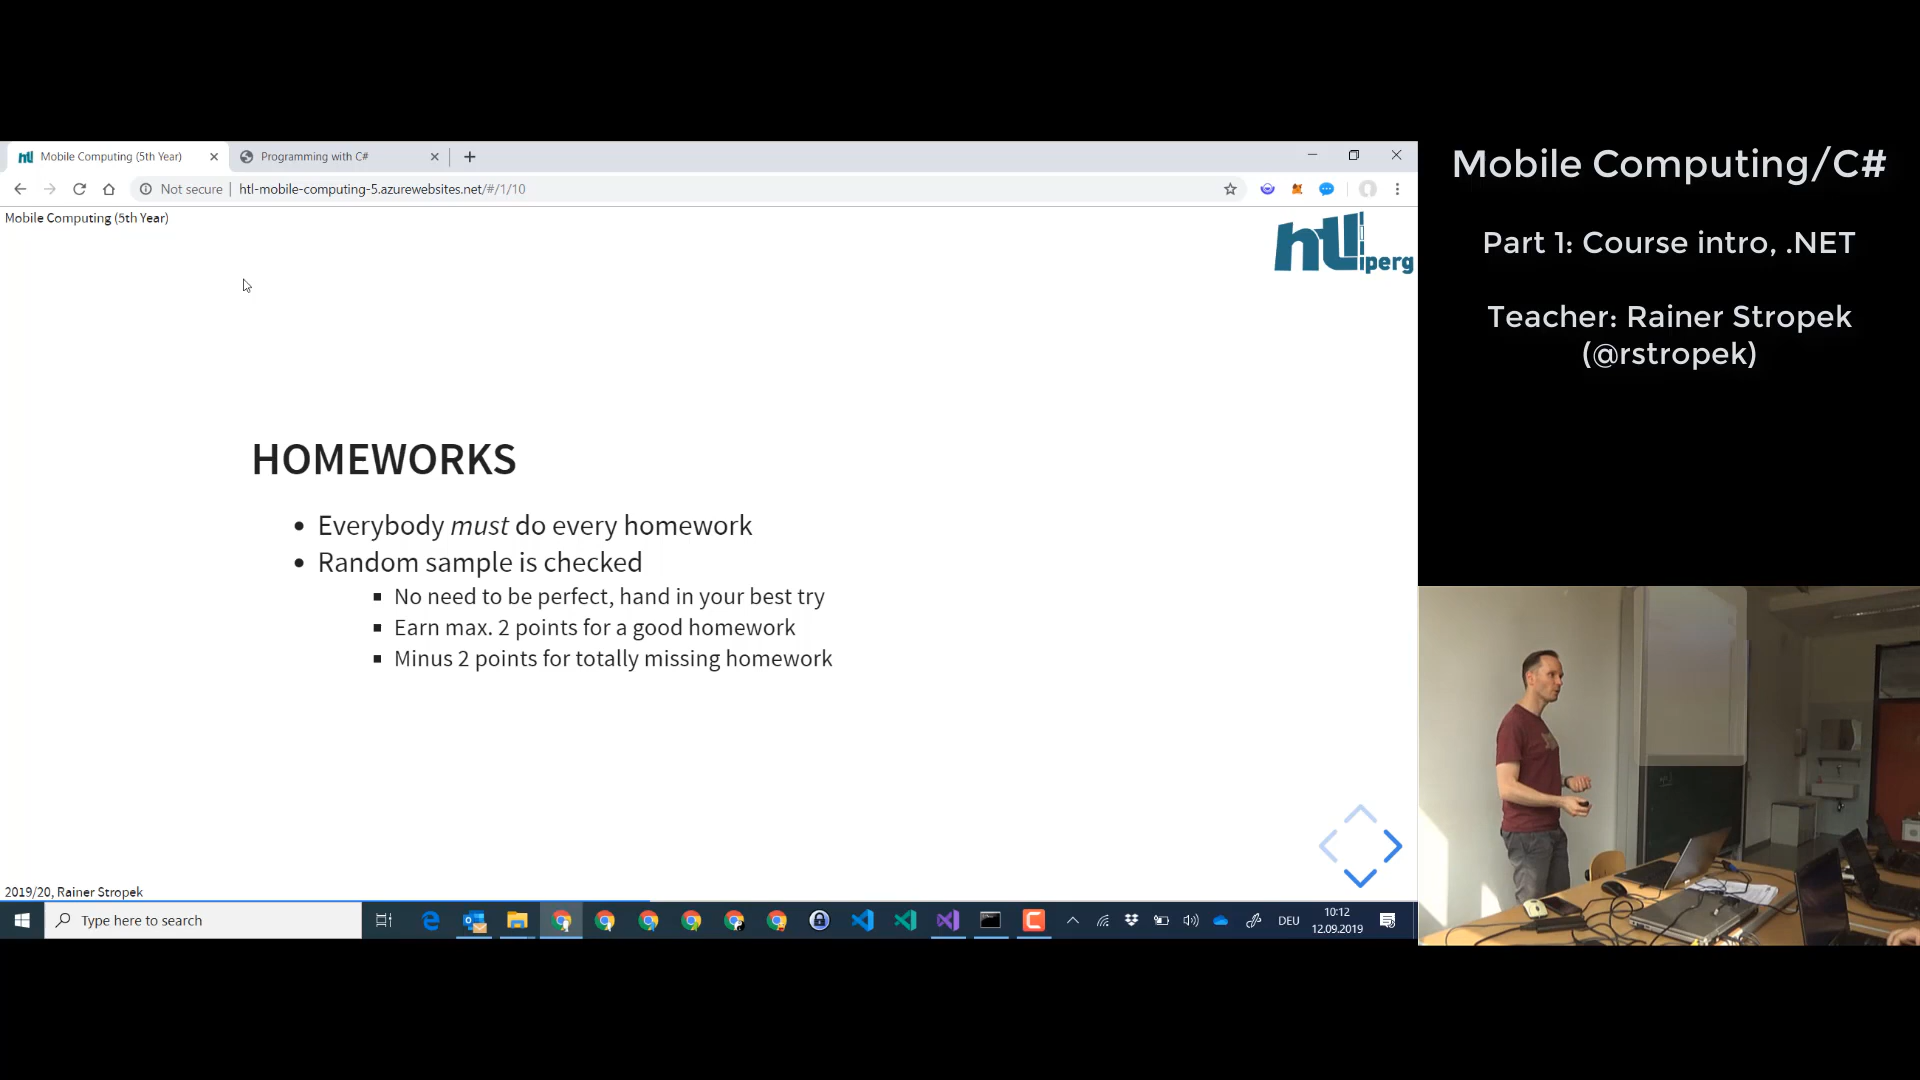 Mobile Computing (5th Year)
Programming with C#
Not secure
htl-mobile-computing-5.azurewebsites.net/#/1/10
Mobile Computing (5th Year)
htl
iperg
HOMEWORKS
Everybody must do every homework
Random sample is checked
No need to be perfect, hand in your best try
Earn max. 2 points for a good homework
Minus 2 points for totally missing homework
2019/20, Rainer Stropek
Type here to search
DEU
10:12
12.09.2019
Mobile Computing/C#
Part 1: Course intro, .NET
Teacher: Rainer Stropek
(@rstropek)